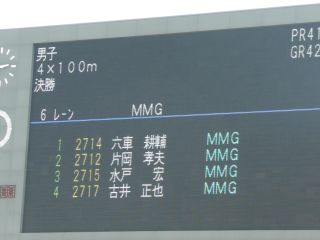 男子
4×100m
決勝
PR41
GR42
6 レーン MMG
1 2714 六車 耕輔 MMG
2 2712 片岡 孝夫 MMG
3 2715 水戸 宏 MMG
4 2717 古井 正也 MMG